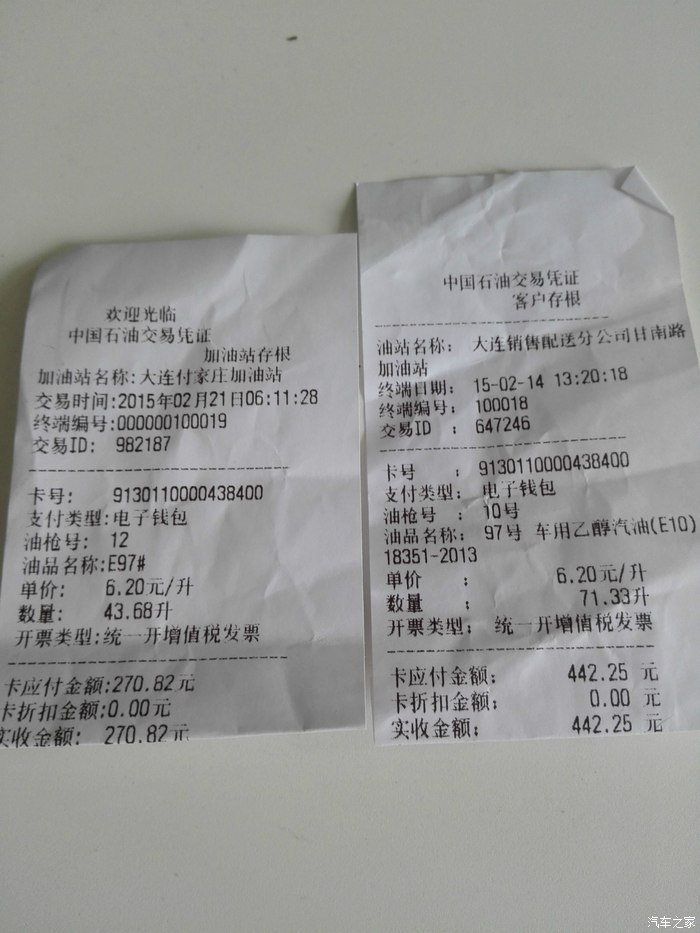 欢迎光临
中国石油交易凭证
加油站存根
加油站名称:大连付家庄加油站
交易时间:2015年02月21日06:11:28
终端编号:000000100019
交易ID: 982187
卡号: 9130110000438400
支付类型:电子钱包
油枪号: 12
油品名称:E97#
单价: 6.20元/升
数量: 43.68升
开票类型:统一开增值税发票
卡应付金额:270.82元
卡折扣金额:0.00元
实收金额: 270.82元
中国石油交易凭证
客户存根
油站名称: 大连销售配送分公司甘南路
加油站
终端日期: 15-02-14 13:20:18
终端编号: 100018
交易ID : 647246
卡号 : 9130110000438400
支付类型: 电子钱包
油枪号 : 10号
油品名称: 97号 车用乙醇汽油(E10)
18351-2013
单价 : 6.20元/升
数量 : 71.33升
开票类型: 统一开增值税发票
卡应付金额: 442.25 元
卡折扣金额: 0.00 元
实收金额: 442.25 元
汽车之家